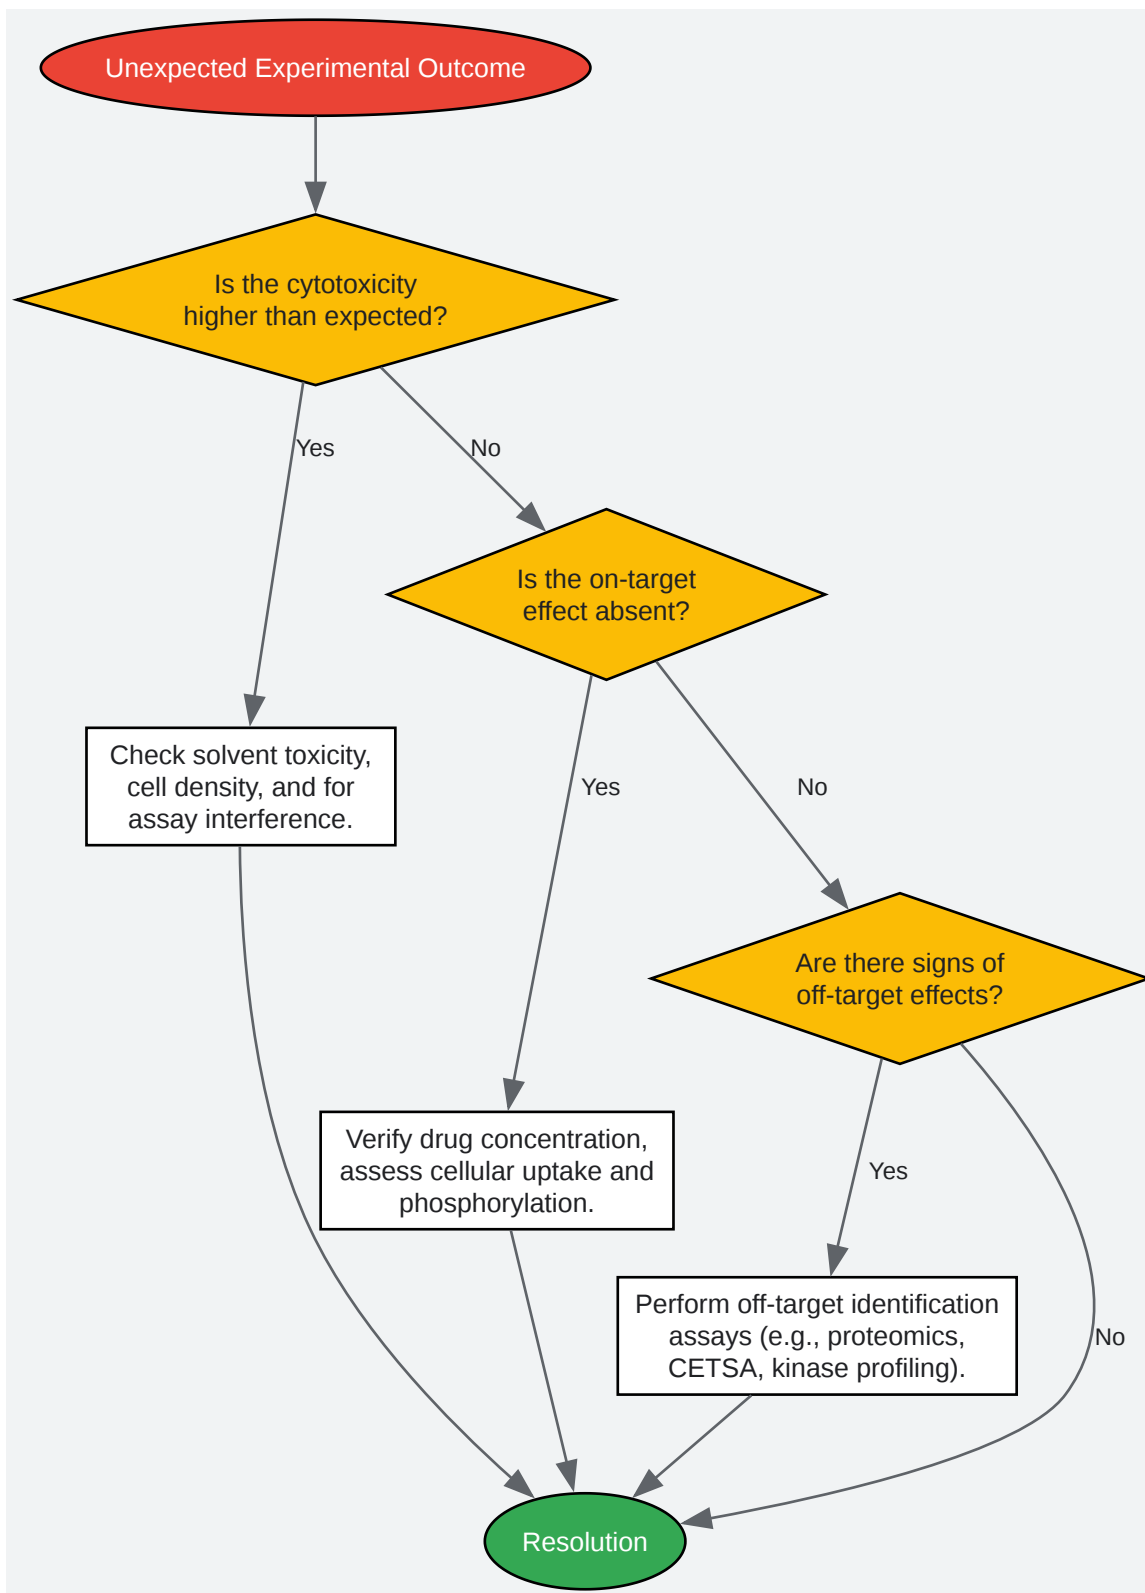 Unexpected Experimental Outcome
Is the cytotoxicity
higher than expected?
Yes
No
Is the on-target
effect absent?
Check solvent toxicity,
cell density, and for
assay interference.
Yes
No
Are there signs of
off-target effects?
Verify drug concentration,
assess cellular uptake and
phosphorylation.
Yes
Perform off-target identification
assays (e.g., proteomics,
CETSA, kinase profiling).
No
Resolution